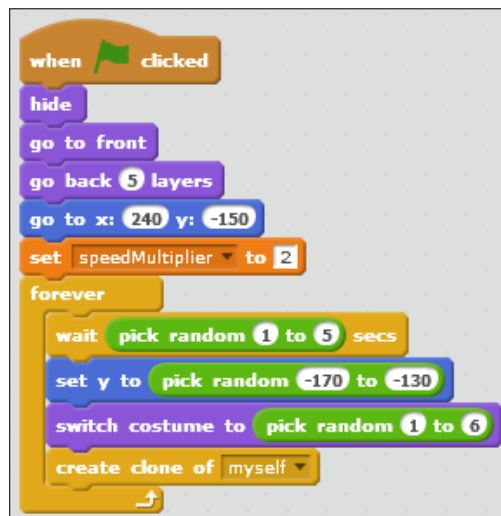 when clicked
hide
go to front
go back 5 layers
go to x: 240 y: -150
set speedMultiplier to 2
forever
wait pick random 1 to 5 secs
set y to pick random -170 to -130
switch costume to pick random 1 to 6
create clone of myself